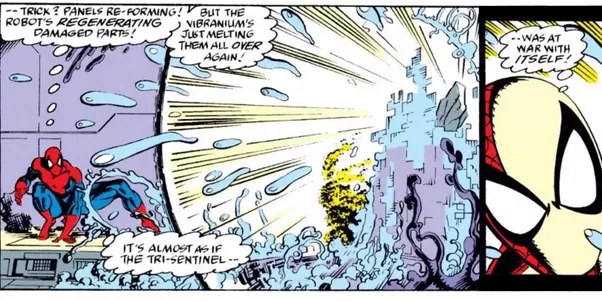 -- TRICK? PANELS RE-FORMING!
ROBOT'S REGENERATING
DAMAGED PARTS!
BUT THE
VIBRANIUM'S
JUST MELTING
THEM ALL OVER
AGAIN!
IT'S ALMOST AS IF
THE TRI-SENTINEL --
--WAS AT
WAR WITH
ITSELF!